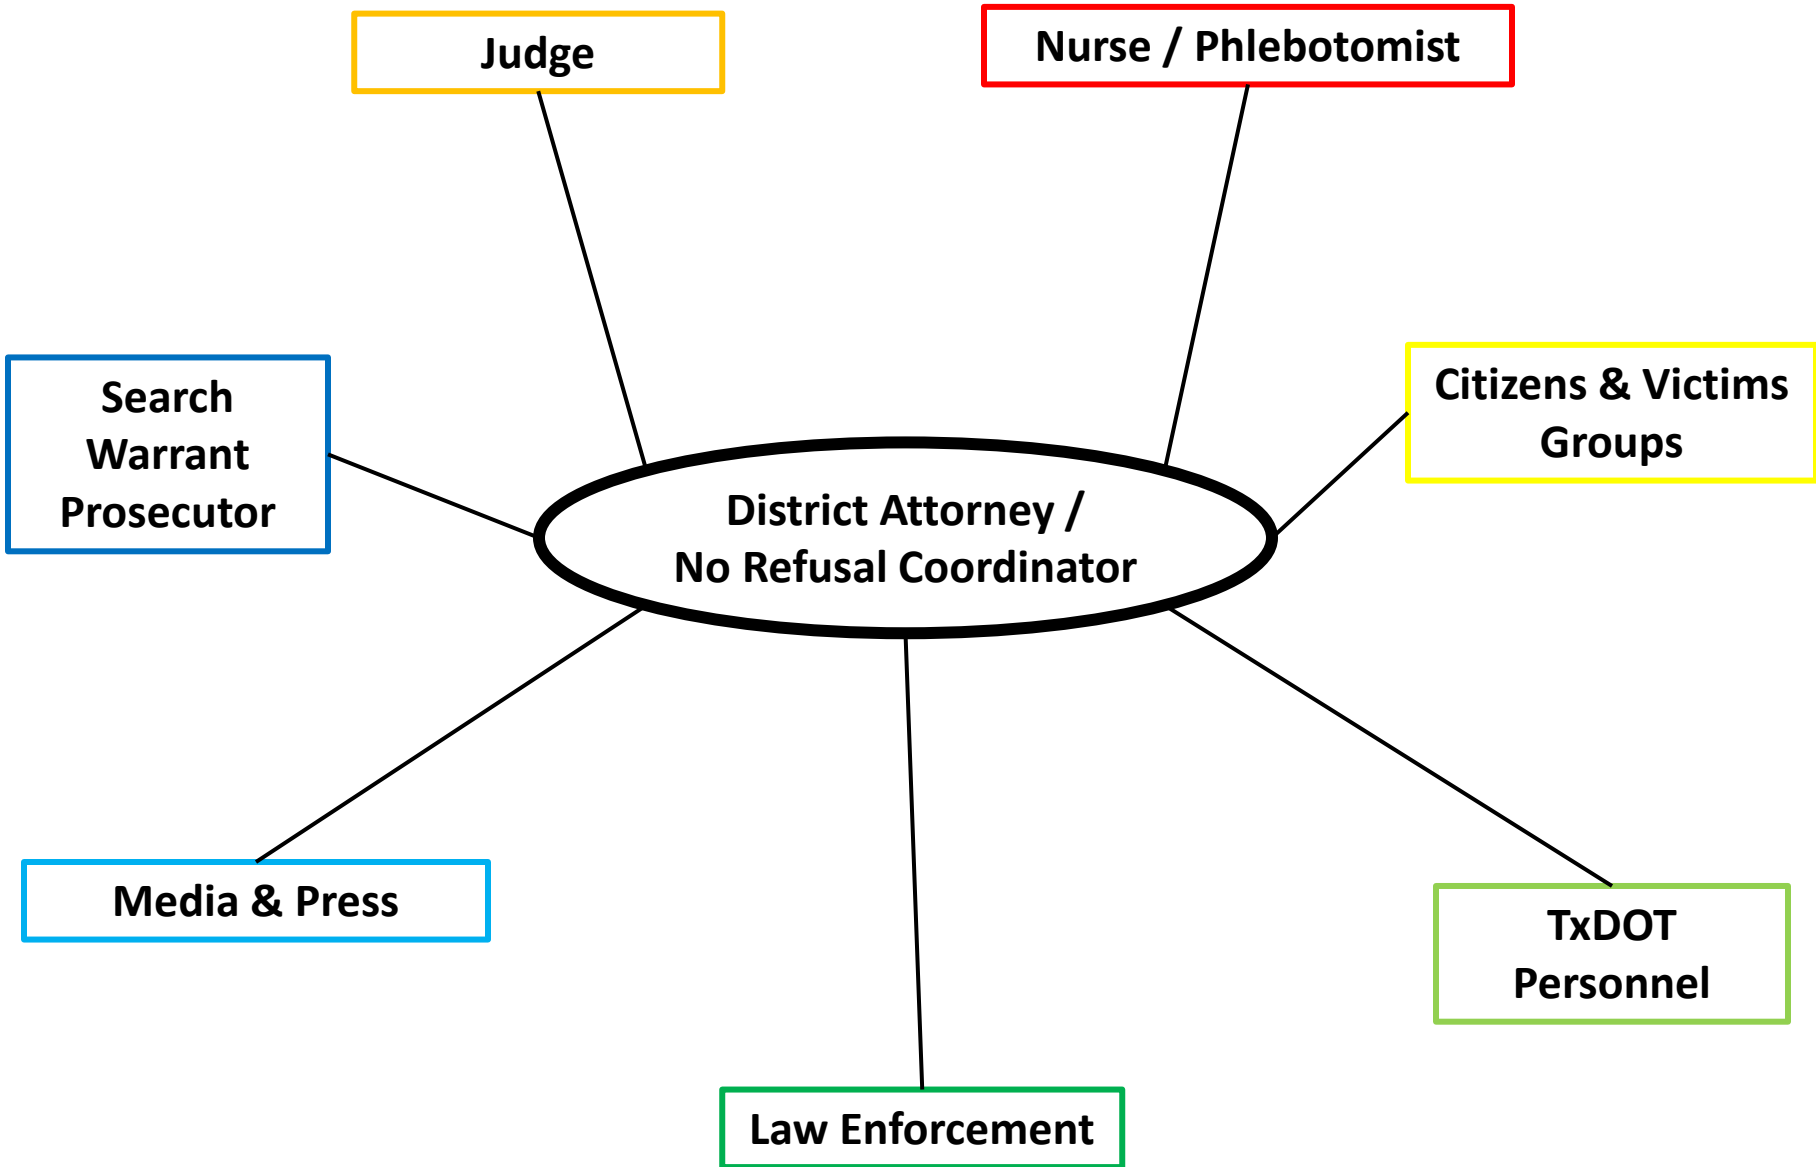 Judge
Nurse / Phlebotomist
Search
Warrant
Prosecutor
Citizens & Victims
Groups
District Attorney /
No Refusal Coordinator
Media & Press
TxDOT
Personnel
Law Enforcement